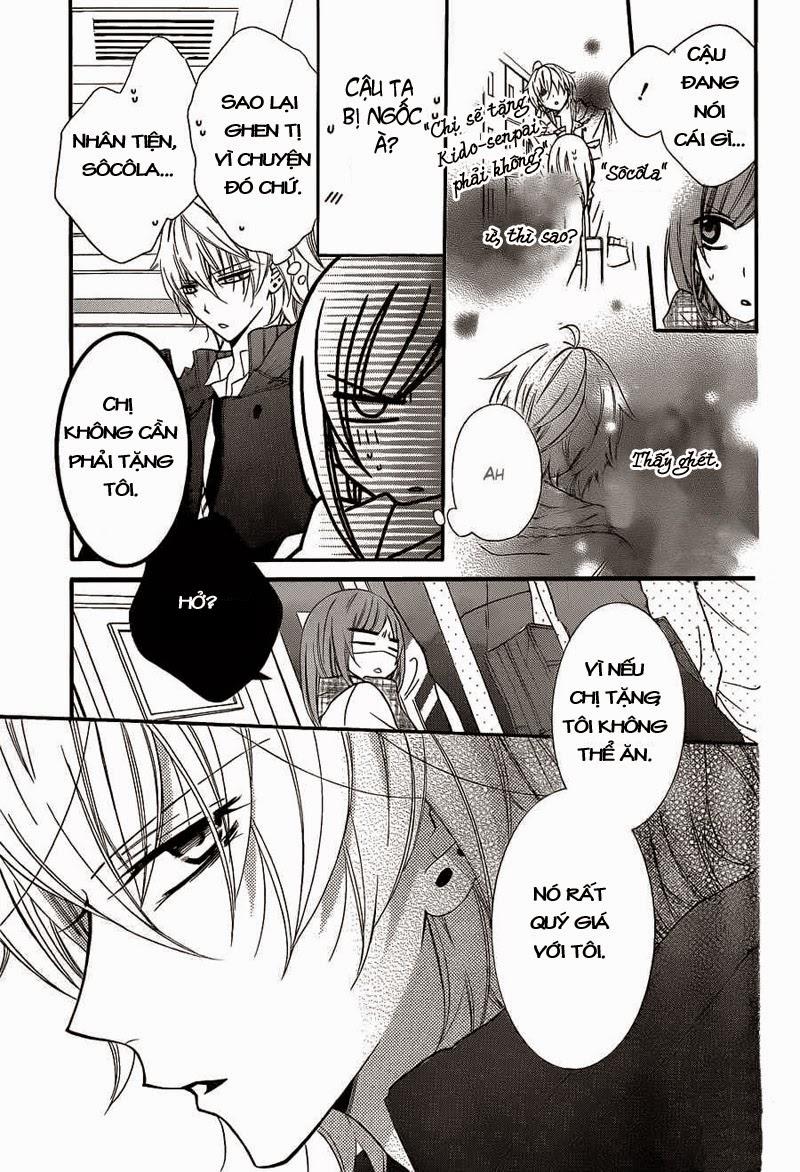 CẬU
ĐANG
NÓI
CÁI GÌ...
!
"Chị sẽ tặng
Kido-senpai
phải không?"
"Sôcôla"
ừ, thì sao?
AH
Thấy ghét.
CẬU TA
BỊ NGỐC
À?
SAO LẠI
GHEN TỊ
VÌ CHUYỆN
ĐÓ CHỨ.
NHÂN TIỆN,
SÔCÔLA...
CHỊ
KHÔNG CẦN
PHẢI TẶNG
TÔI.
HỞ?
VÌ NẾU
CHỊ TẶNG,
TÔI KHÔNG
THỂ ĂN.
NÓ RẤT
QUÝ GIÁ
VỚI TÔI.